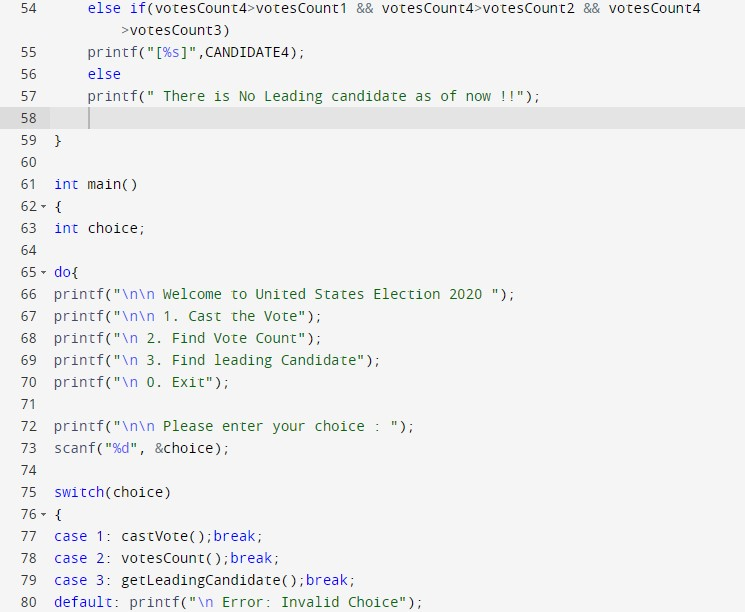 54 else if(votesCount4>votesCount1 && votesCount4>votesCount2 && votesCount4
>votesCount3)
55 printf("[%s]",CANDIDATE4);
56 else
57 printf(" There is No Leading candidate as of now !!");
58
59 }
60
61 int main()
62 {
63 int choice;
64
65 do{
66 printf("\n\n Welcome to United States Election 2020 ");
67 printf("\n\n 1. Cast the Vote");
68 printf("\n 2. Find Vote Count");
69 printf("\n 3. Find leading Candidate");
70 printf("\n 0. Exit");
71
72 printf("\n\n Please enter your choice : ");
73 scanf("%d", &choice);
74
75 switch(choice)
76 {
77 case 1: castVote();break;
78 case 2: votesCount();break;
79 case 3: getLeadingCandidate();break;
80 default: printf("\n Error: Invalid Choice");